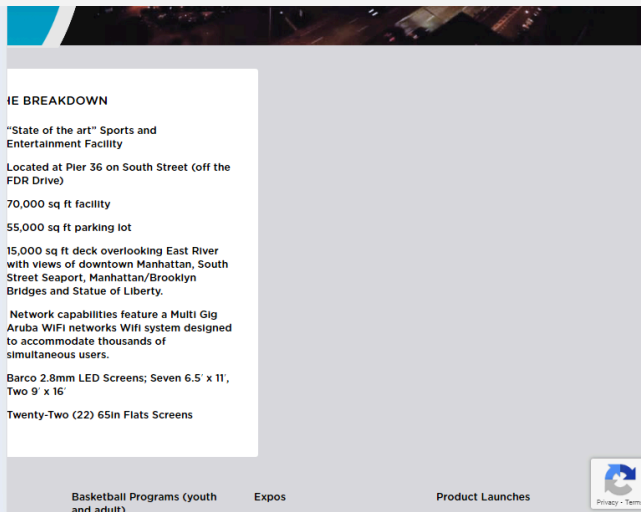 HE BREAKDOWN
"State of the art" Sports and
Entertainment Facility
Located at Pier 36 on South Street (off the
FDR Drive)
70,000 sq ft facility
55,000 sq ft parking lot
15,000 sq ft deck overlooking East River
with views of downtown Manhattan, South
Street Seaport, Manhattan/Brooklyn
Bridges and Statue of Liberty.
Network capabilities feature a Multi Gig
Aruba WiFi networks Wifi system designed
to accommodate thousands of
simultaneous users.
Barco 2.8mm LED Screens; Seven 6.5′ x 11′,
Two 9′ x 16′
Twenty-Two (22) 65in Flats Screens
Basketball Programs (youth
and adult)
Expos
Product Launches
Privacy - Term